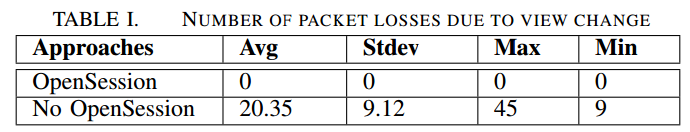 TABLE I. NUMBER OF PACKET LOSSES DUE TO VIEW CHANGE
Approaches Avg Stdev Max Min
OpenSession 0 0 0 0
No OpenSession 20.35 9.12 45 9